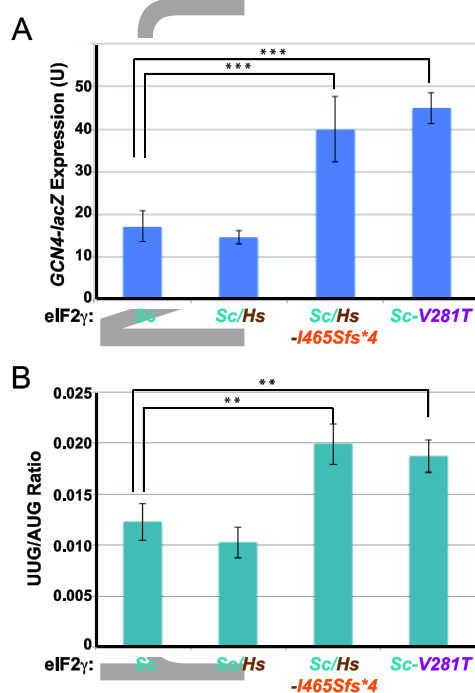 A
***
***
GCN4-lacZ Expression (U)
60
50
40
30
20
10
0
eIF2γ: Sc Sc/Hs Sc/Hs Sc-V281T
-I465Sfs*4
B
**
**
UUG/AUG Ratio
0.025
0.020
0.015
0.010
0.005
0
eIF2γ: Sc Sc/Hs Sc/Hs Sc-V281T
-I465Sfs*4